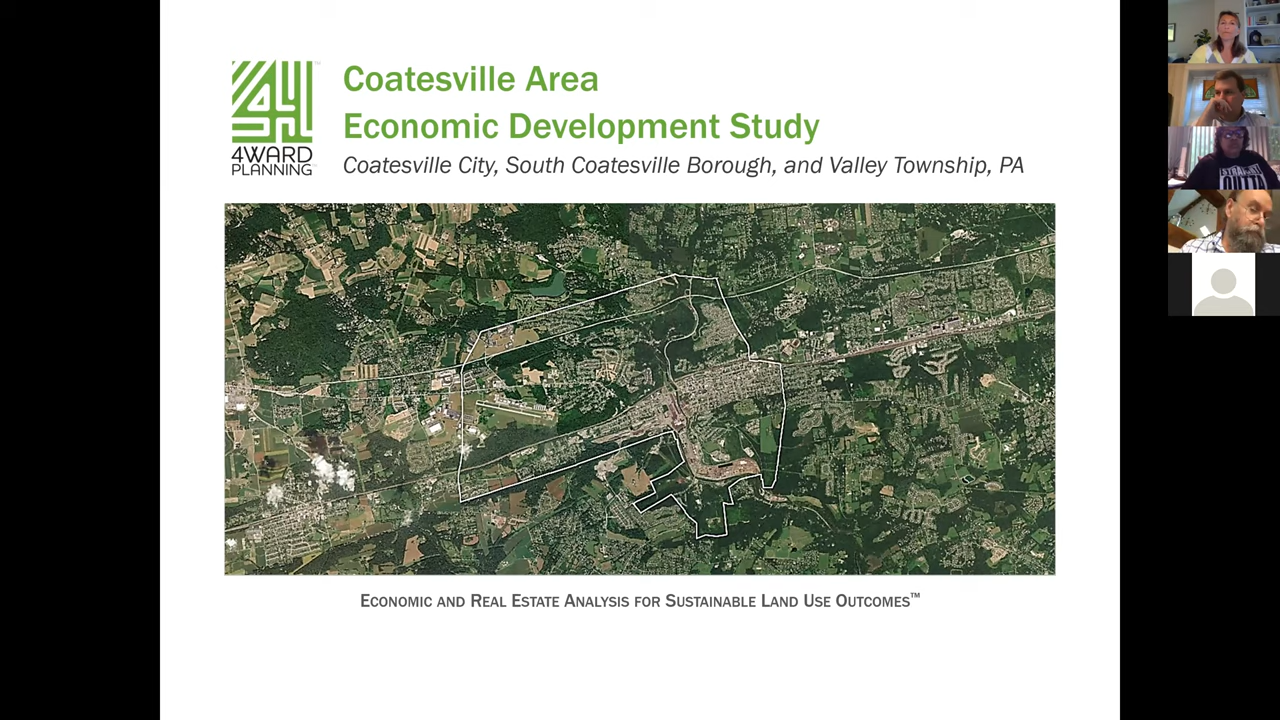 Coatesville Area
Economic Development Study
4WARD
PLANNING
Coatesville City, South Coatesville Borough, and Valley Township, PA
ECONOMIC AND REAL ESTATE ANALYSIS FOR SUSTAINABLE LAND USE OUTCOMES™